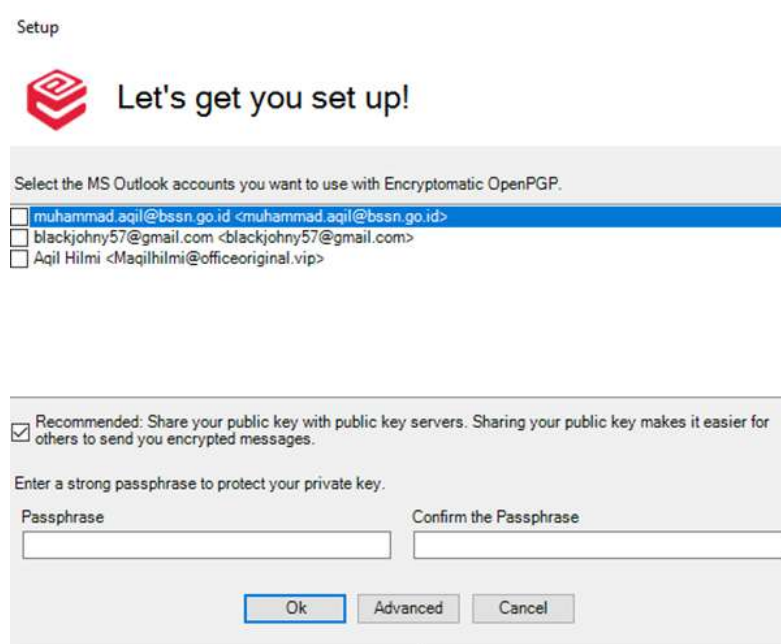 Setup
Let's get you set up!
Select the MS Outlook accounts you want to use with Encryptomatic OpenPGP.
muhammad.aqil@bssn.go.id <muhammad.aqil@bssn.go.id>
blackjohny57@gmail.com <blackjohny57@gmail.com>
Aqil Hilmi <Maqilhilmi@officeoriginal.vip>
Recommended: Share your public key with public key servers. Sharing your public key makes it easier for
others to send you encrypted messages.
Enter a strong passphrase to protect your private key.
Passphrase Confirm the Passphrase
Ok Advanced Cancel